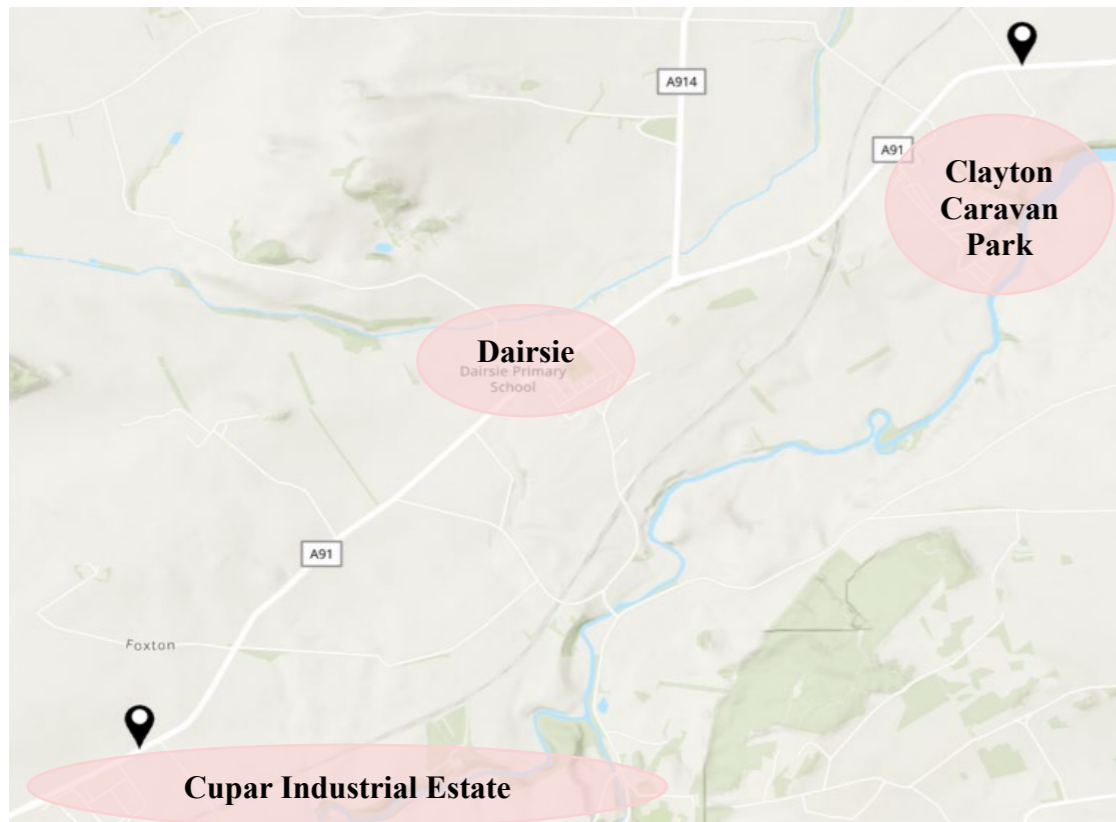 A914
A91
Clayton
Caravan
Park
Dairsie
Dairsie Primary
School
A91
Foxton
Cupar Industrial Estate